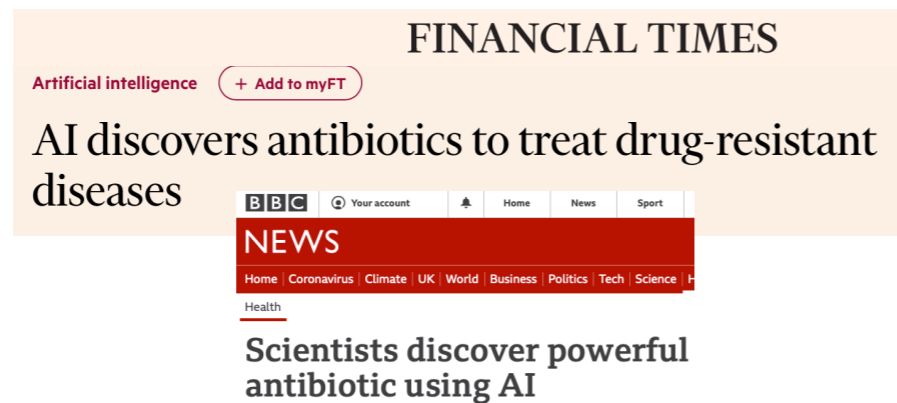 FINANCIAL TIMES
Artificial intelligence + Add to myFT
AI discovers antibiotics to treat drug-resistant
diseases
BBC Your account Home News Sport
NEWS
Home Coronavirus Climate UK World Business Politics Tech Science
Health
Scientists discover powerful
antibiotic using AI